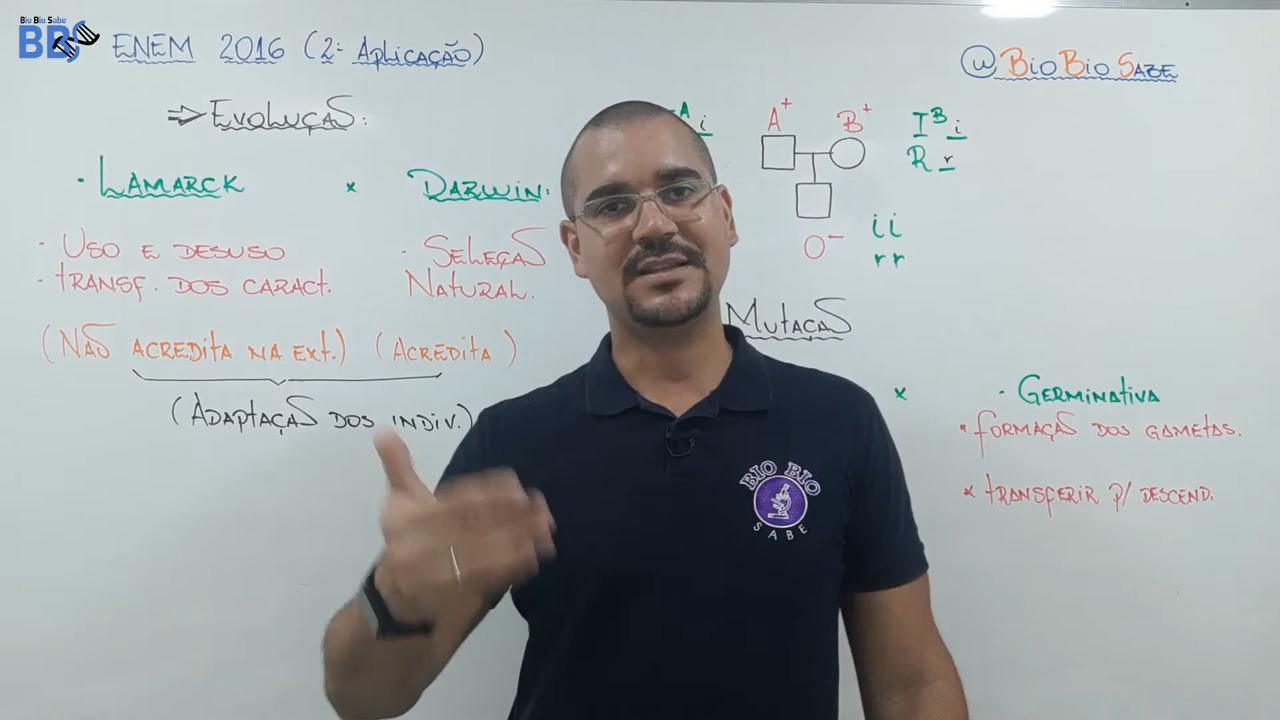 Bio Bio Sabe
BBS
ENEM 2016 (2ª Aplicação)
@BioBioSabe
⇒ Evolução:
· Lamarck × Darwin:
· Uso e desuso
· transf. dos caract.
· Seleção
Natural.
(Não acredita na ext.) (Acredita)
(Adaptação dos indiv.)
A i
A+
B+
I^B i
R r
O-
ii
rr
Mutação
× · Germinativa
* formação dos gametas.
* transferir p/ descend.
BIO BIO
SABE